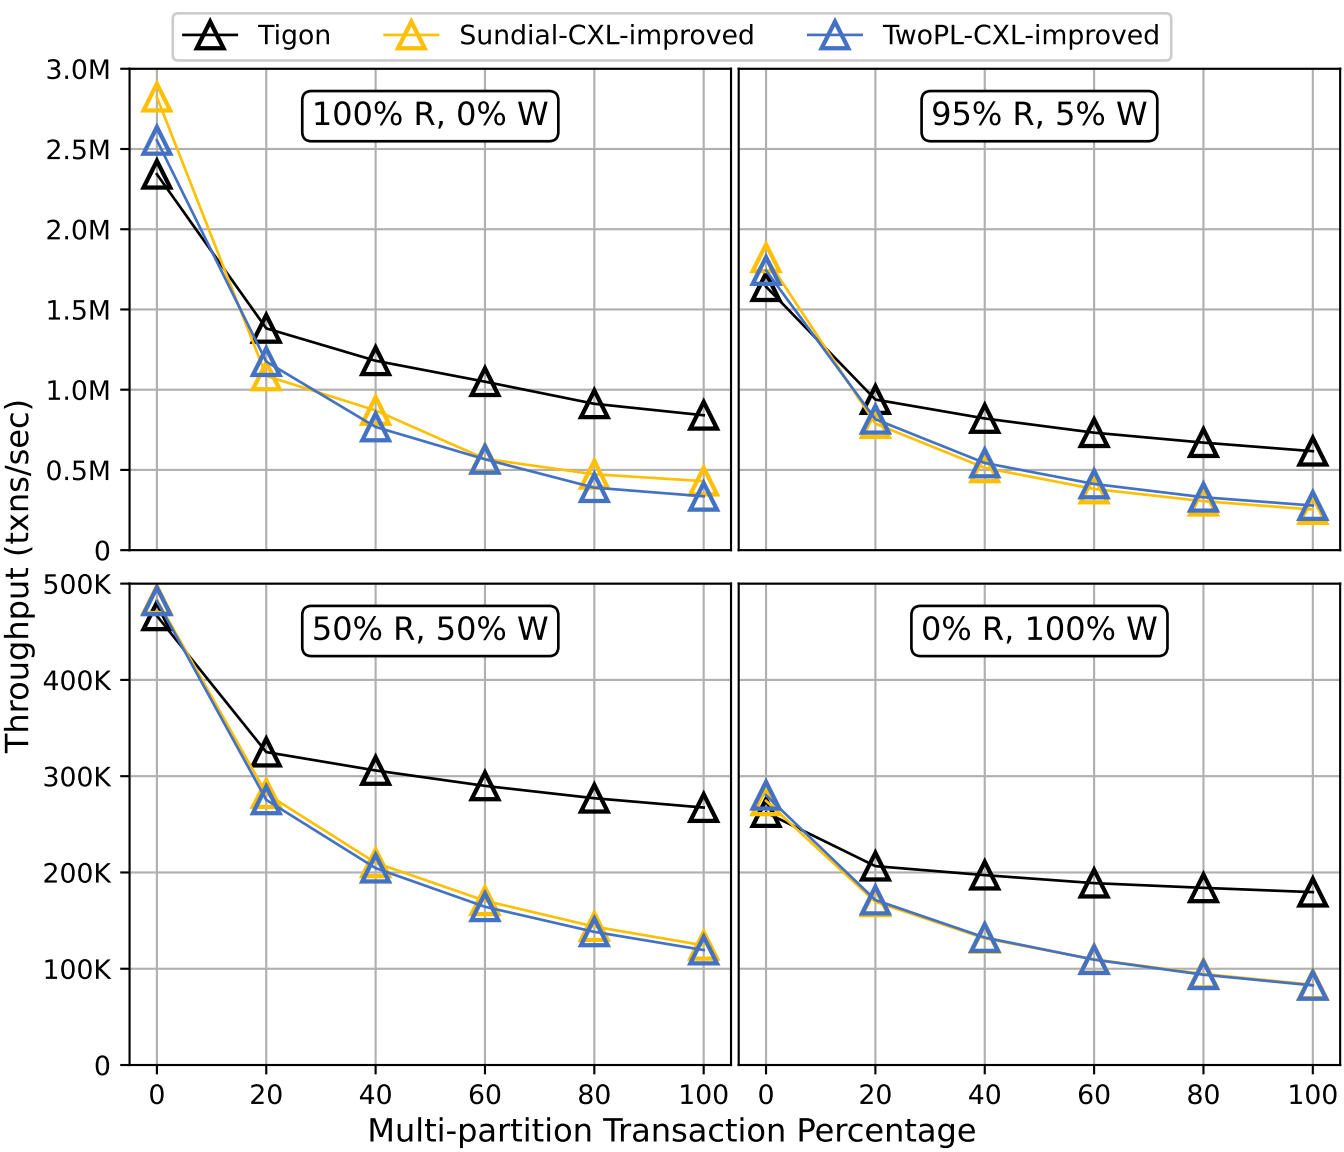 Tigon Sundial-CXL-improved TwoPL-CXL-improved
Throughput (txns/sec)
3.0M
2.5M
2.0M
1.5M
1.0M
0.5M
0
100% R, 0% W
95% R, 5% W
500K
400K
300K
200K
100K
0
50% R, 50% W
0% R, 100% W
0 20 40 60 80 100
0 20 40 60 80 100
Multi-partition Transaction Percentage